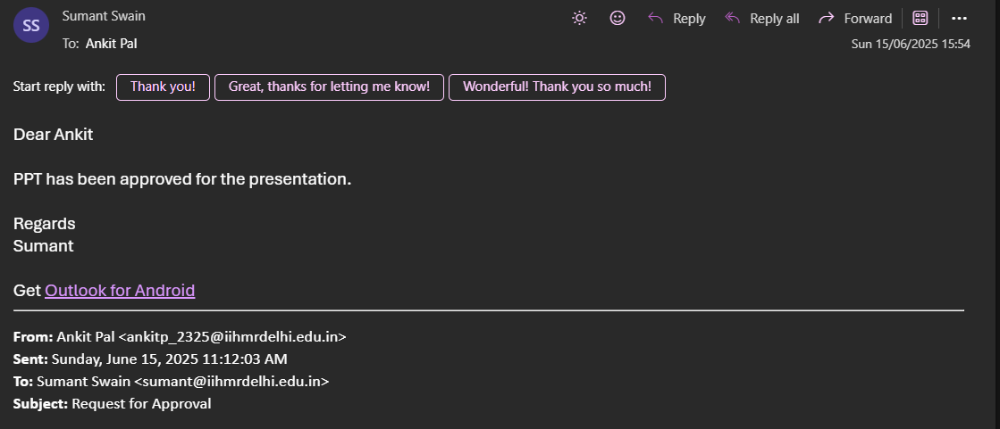 SS
Sumant Swain
Reply Reply all Forward
To: Ankit Pal
Sun 15/06/2025 15:54
Start reply with: Thank you! Great, thanks for letting me know! Wonderful! Thank you so much!
Dear Ankit
PPT has been approved for the presentation.
Regards
Sumant
Get Outlook for Android
From: Ankit Pal <ankitp_2325@iihmrdelhi.edu.in>
Sent: Sunday, June 15, 2025 11:12:03 AM
To: Sumant Swain <sumant@iihmrdelhi.edu.in>
Subject: Request for Approval